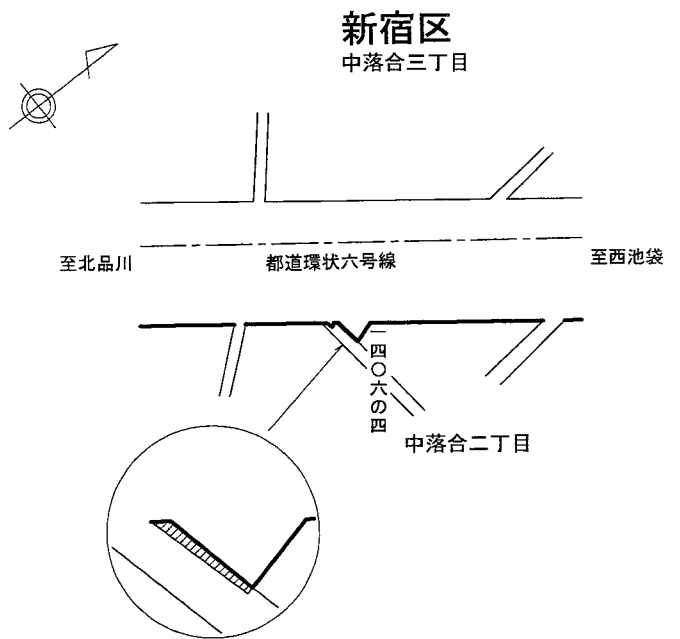 新宿区
中落合三丁目
至北品川
都道環状六号線
至西池袋
一四〇六の四
中落合二丁目